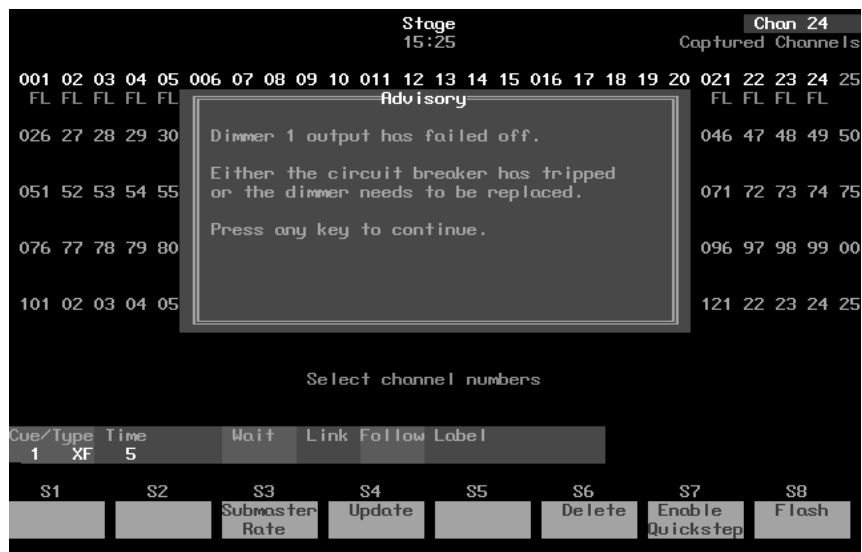 Stage Chan 24
15:25 Captured Channels
001 02 03 04 05 006 07 08 09 10 011 12 13 14 15 016 17 18 19 20 021 22 23 24 25
FL FL FL FL FL Advisory FL FL FL FL
026 27 28 29 30 Dimmer 1 output has failed off. 046 47 48 49 50
Either the circuit breaker has tripped
051 52 53 54 55 or the dimmer needs to be replaced. 071 72 73 74 75
Press any key to continue.
076 77 78 79 80 096 97 98 99 00
101 02 03 04 05 121 22 23 24 25
Select channel numbers
Cue/Type Time Wait Link Follow Label
1 XF 5
S1 S2 S3 S4 S5 S6 S7 S8
Submaster Update Delete Enable Flash
Rate Quickstep